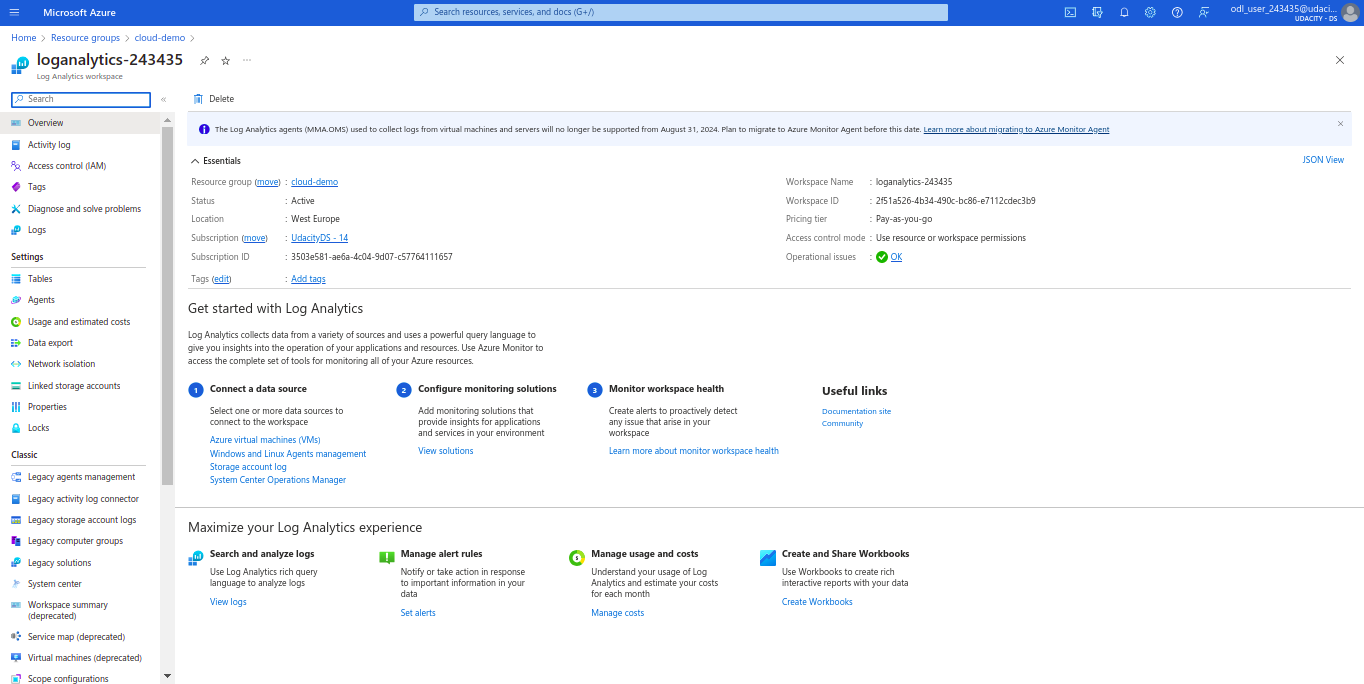 Microsoft Azure
Search resources, services, and docs (G+/)
odl_user_243435@udaci...
UDACITY - DS
Home > Resource groups > cloud-demo >
loganalytics-243435
Log Analytics workspace
Search
Overview
Activity log
Access control (IAM)
Tags
Diagnose and solve problems
Logs
Settings
Tables
Agents
Usage and estimated costs
Data export
Network isolation
Linked storage accounts
Properties
Locks
Classic
Legacy agents management
Legacy activity log connector
Legacy storage account logs
Legacy computer groups
Legacy solutions
System center
Workspace summary
(deprecated)
Service map (deprecated)
Virtual machines (deprecated)
Scope configurations
Delete
The Log Analytics agents (MMA.OMS) used to collect logs from virtual machines and servers will no longer be supported from August 31, 2024. Plan to migrate to Azure Monitor Agent before this date. Learn more about migrating to Azure Monitor Agent
Essentials
JSON View
Resource group (move) : cloud-demo
Status : Active
Location : West Europe
Subscription (move) : UdacityDS - 14
Subscription ID : 3503e581-ae6a-4c04-9d07-c57764111657
Tags (edit) : Add tags
Workspace Name : loganalytics-243435
Workspace ID : 2f51a526-4b34-490c-bc86-e7112cdec3b9
Pricing tier : Pay-as-you-go
Access control mode : Use resource or workspace permissions
Operational issues : OK
Get started with Log Analytics
Log Analytics collects data from a variety of sources and uses a powerful query language to
give you insights into the operation of your applications and resources. Use Azure Monitor to
access the complete set of tools for monitoring all of your Azure resources.
1 Connect a data source
Select one or more data sources to
connect to the workspace
Azure virtual machines (VMs)
Windows and Linux Agents management
Storage account log
System Center Operations Manager
2 Configure monitoring solutions
Add monitoring solutions that
provide insights for applications
and services in your environment
View solutions
3 Monitor workspace health
Create alerts to proactively detect
any issue that arise in your
workspace
Learn more about monitor workspace health
Useful links
Documentation site
Community
Maximize your Log Analytics experience
Search and analyze logs
Use Log Analytics rich query
language to analyze logs
View logs
Manage alert rules
Notify or take action in response
to important information in your
data
Set alerts
Manage usage and costs
Understand your usage of Log
Analytics and estimate your costs
for each month
Manage costs
Create and Share Workbooks
Use Workbooks to create rich
interactive reports with your data
Create Workbooks